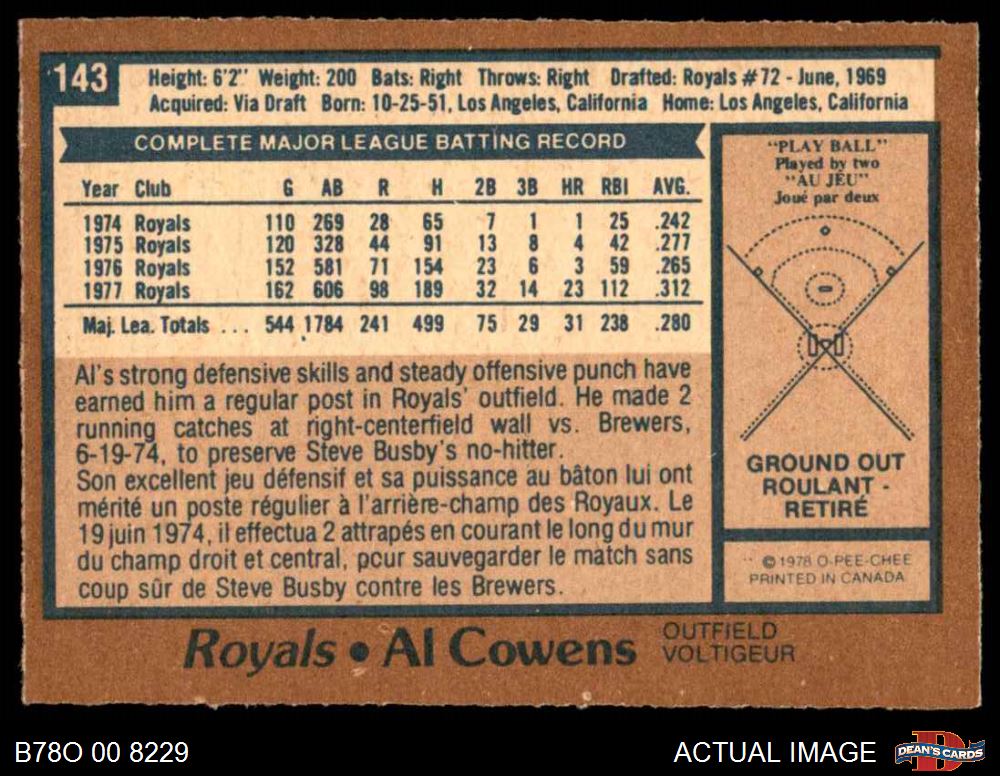 143
Height: 6'2" Weight: 200 Bats: Right Throws: Right Drafted: Royals #72 - June, 1969
Acquired: Via Draft Born: 10-25-51, Los Angeles, California Home: Los Angeles, California
COMPLETE MAJOR LEAGUE BATTING RECORD
Year Club G AB R H 2B 3B HR RBI AVG.
1974 Royals 110 269 28 65 7 1 1 25 .242
1975 Royals 120 328 44 91 13 8 4 42 .277
1976 Royals 152 581 71 154 23 6 3 59 .265
1977 Royals 162 606 98 189 32 14 23 112 .312
Maj. Lea. Totals ... 544 1784 241 499 75 29 31 238 .280
Al's strong defensive skills and steady offensive punch have
earned him a regular post in Royals' outfield. He made 2
running catches at right-centerfield wall vs. Brewers,
6-19-74, to preserve Steve Busby's no-hitter.
Son excellent jeu défensif et sa puissance au bâton lui ont
mérité un poste régulier à l'arrière-champ des Royaux. Le
19 juin 1974, il effectua 2 attrapés en courant le long du mur
du champ droit et central, pour sauvegarder le match sans
coup sûr de Steve Busby contre les Brewers.
"PLAY BALL"
Played by two
"AU JEU"
Joué par deux
GROUND OUT
ROULANT -
RETIRÉ
** © 1978 O-PEE-CHEE
PRINTED IN CANADA
Royals • Al Cowens
OUTFIELD
VOLTIGEUR
B78O 00 8229
ACTUAL IMAGE
DEAN'S CARDS